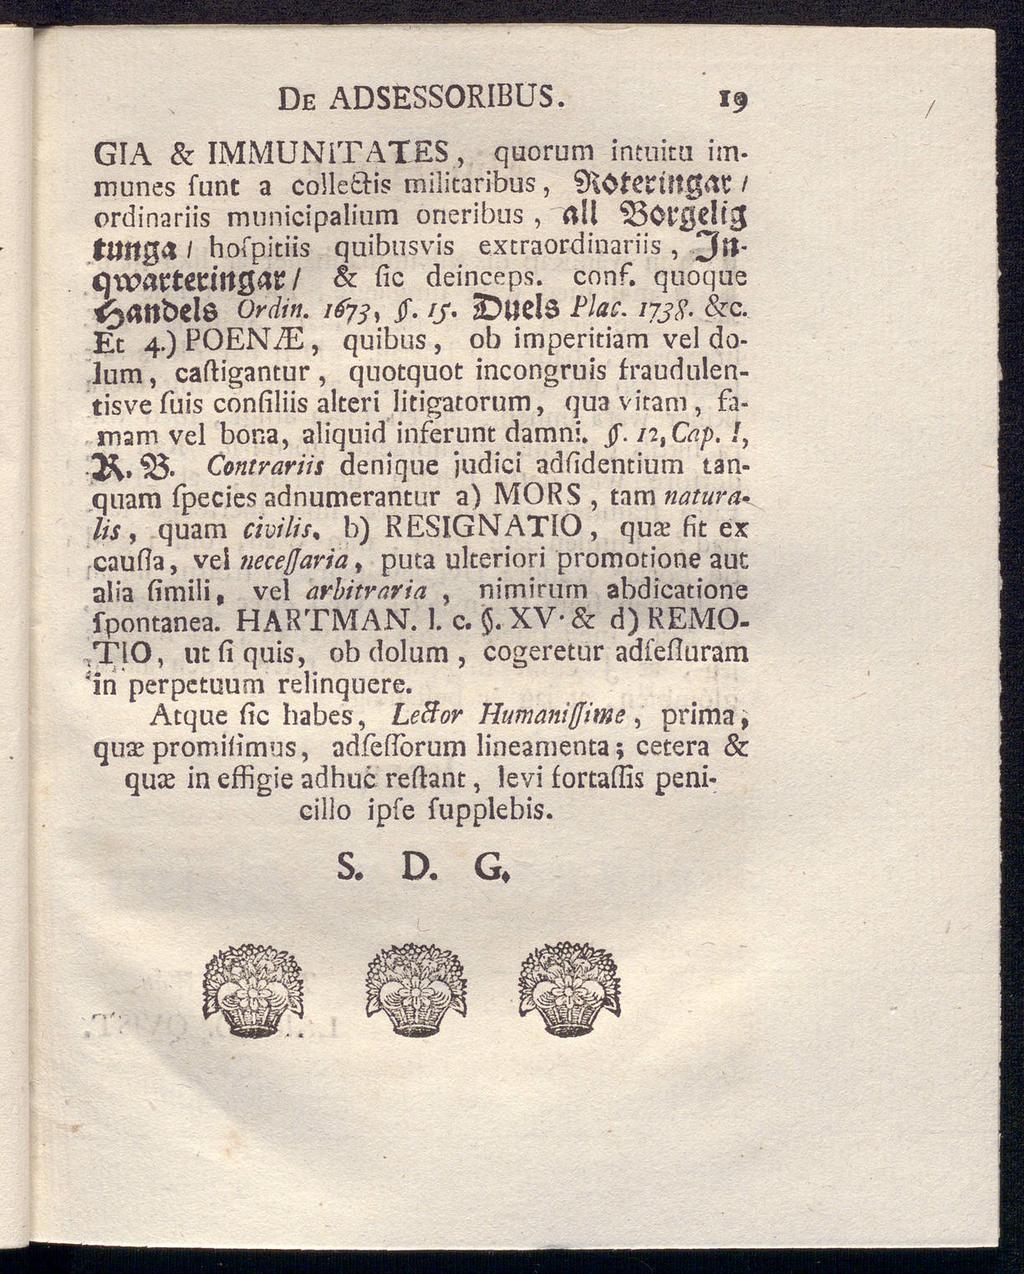 DE ADSESSORIBUS. 19
GIA & IMMUNITATES, quorum intuitu im-
munes ſunt a collectis militaribus, Roteringar /
ordinariis municipalium oneribus, all Borgelig
tunga / hoſpitiis quibusvis extraordinariis, In-
qwarteringar / & ſic deinceps. conf. quoque
Handels Ordin. 1673, §. 15. Duels Plac. 1738. &c.
Et 4.) POENÆ, quibus, ob imperitiam vel do-
lum, caſtigantur, quotquot incongruis fraudulen-
tisve ſuis conſiliis alteri litigatorum, qua vitam, fa-
mam vel bona, aliquid inferunt damni. §. 12, Cap. I,
R. B. Contrariis denique judici adſidentium tan-
quam ſpecies adnumerantur a) MORS, tam natura-
lis, quam civilis. b) RESIGNATIO, quæ fit ex
cauſſa, vel neceſſaria, puta ulteriori promotione aut
alia ſimili, vel arbitraria, nimirum abdicatione
ſpontanea. HARTMAN. l. c. §. XV. & d) REMO-
TIO, ut ſi quis, ob dolum, cogeretur adſeſſuram
in perpetuum relinquere.
Atque ſic habes, Lector Humaniſſime, prima,
quæ promiſimus, adſeſſorum lineamenta; cetera &
quæ in effigie adhuc reſtant, levi fortaſſis peni-
cillo ipſe ſupplebis.
S. D. G.